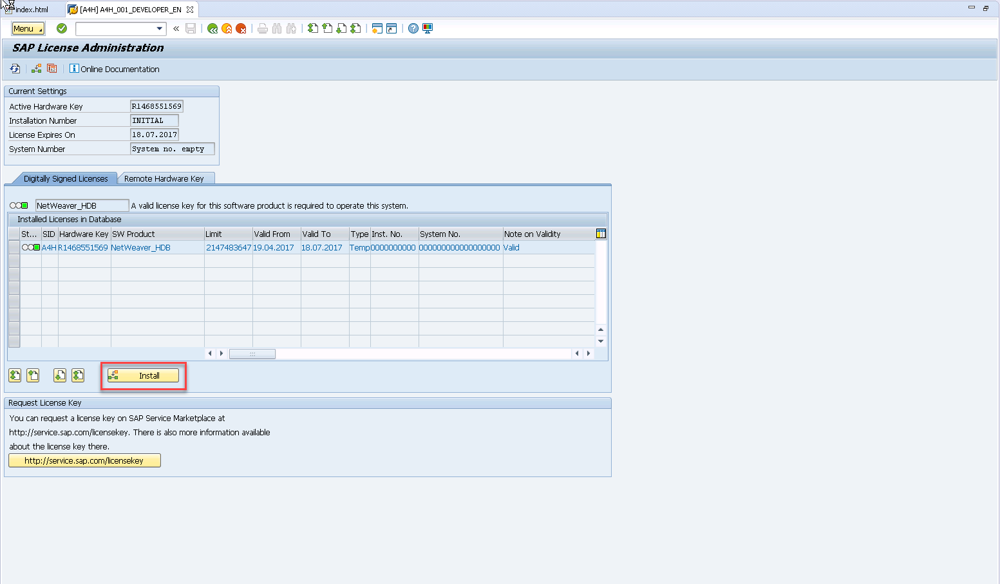 index.html
[A4H] A4H_001_DEVELOPER_EN
Menu
SAP License Administration
Online Documentation
Current Settings
Active Hardware Key R1468551569
Installation Number INITIAL
License Expires On 18.07.2017
System Number System no. empty
Digitally Signed Licenses Remote Hardware Key
NetWeaver_HDB A valid license key for this software product is required to operate this system.
Installed Licenses in Database
St... SID Hardware Key SW Product Limit Valid From Valid To Type Inst. No. System No. Note on Validity
A4H R1468551569 NetWeaver_HDB 2147483647 19.04.2017 18.07.2017 Temp 0000000000 000000000000000000 Valid
Install
Request License Key
You can request a license key on SAP Service Marketplace at
http://service.sap.com/licensekey. There is also more information available
about the license key there.
http://service.sap.com/licensekey